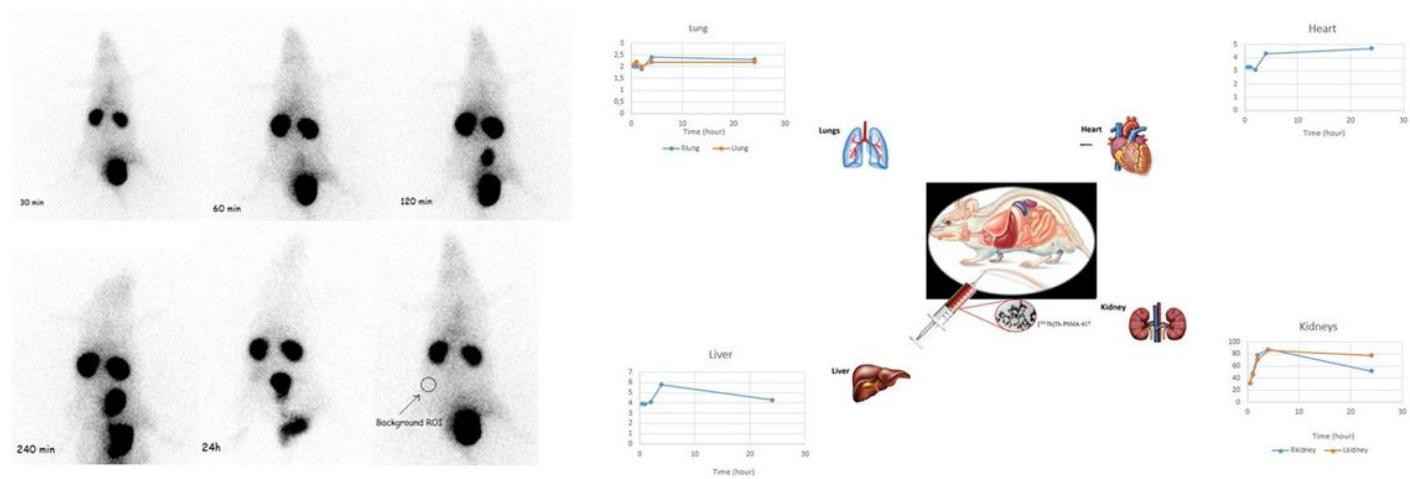 30 min
60 min
120 min
240 min
24h
Background ROI
Lung
3
2,5
2
1,5
1
0,5
0
0 10 20 30
Time (hour)
Rlung Llung
Lungs
Heart
5
4
3
2
1
0
0 10 20 30
Time (hour)
Heart
Kidney
Liver
Liver
7
6
5
4
3
2
1
0
0 10 20 30
Time (hour)
Kidneys
100
80
60
40
20
0
0 10 20 30
Time (hour)
Rkidney Lkidney